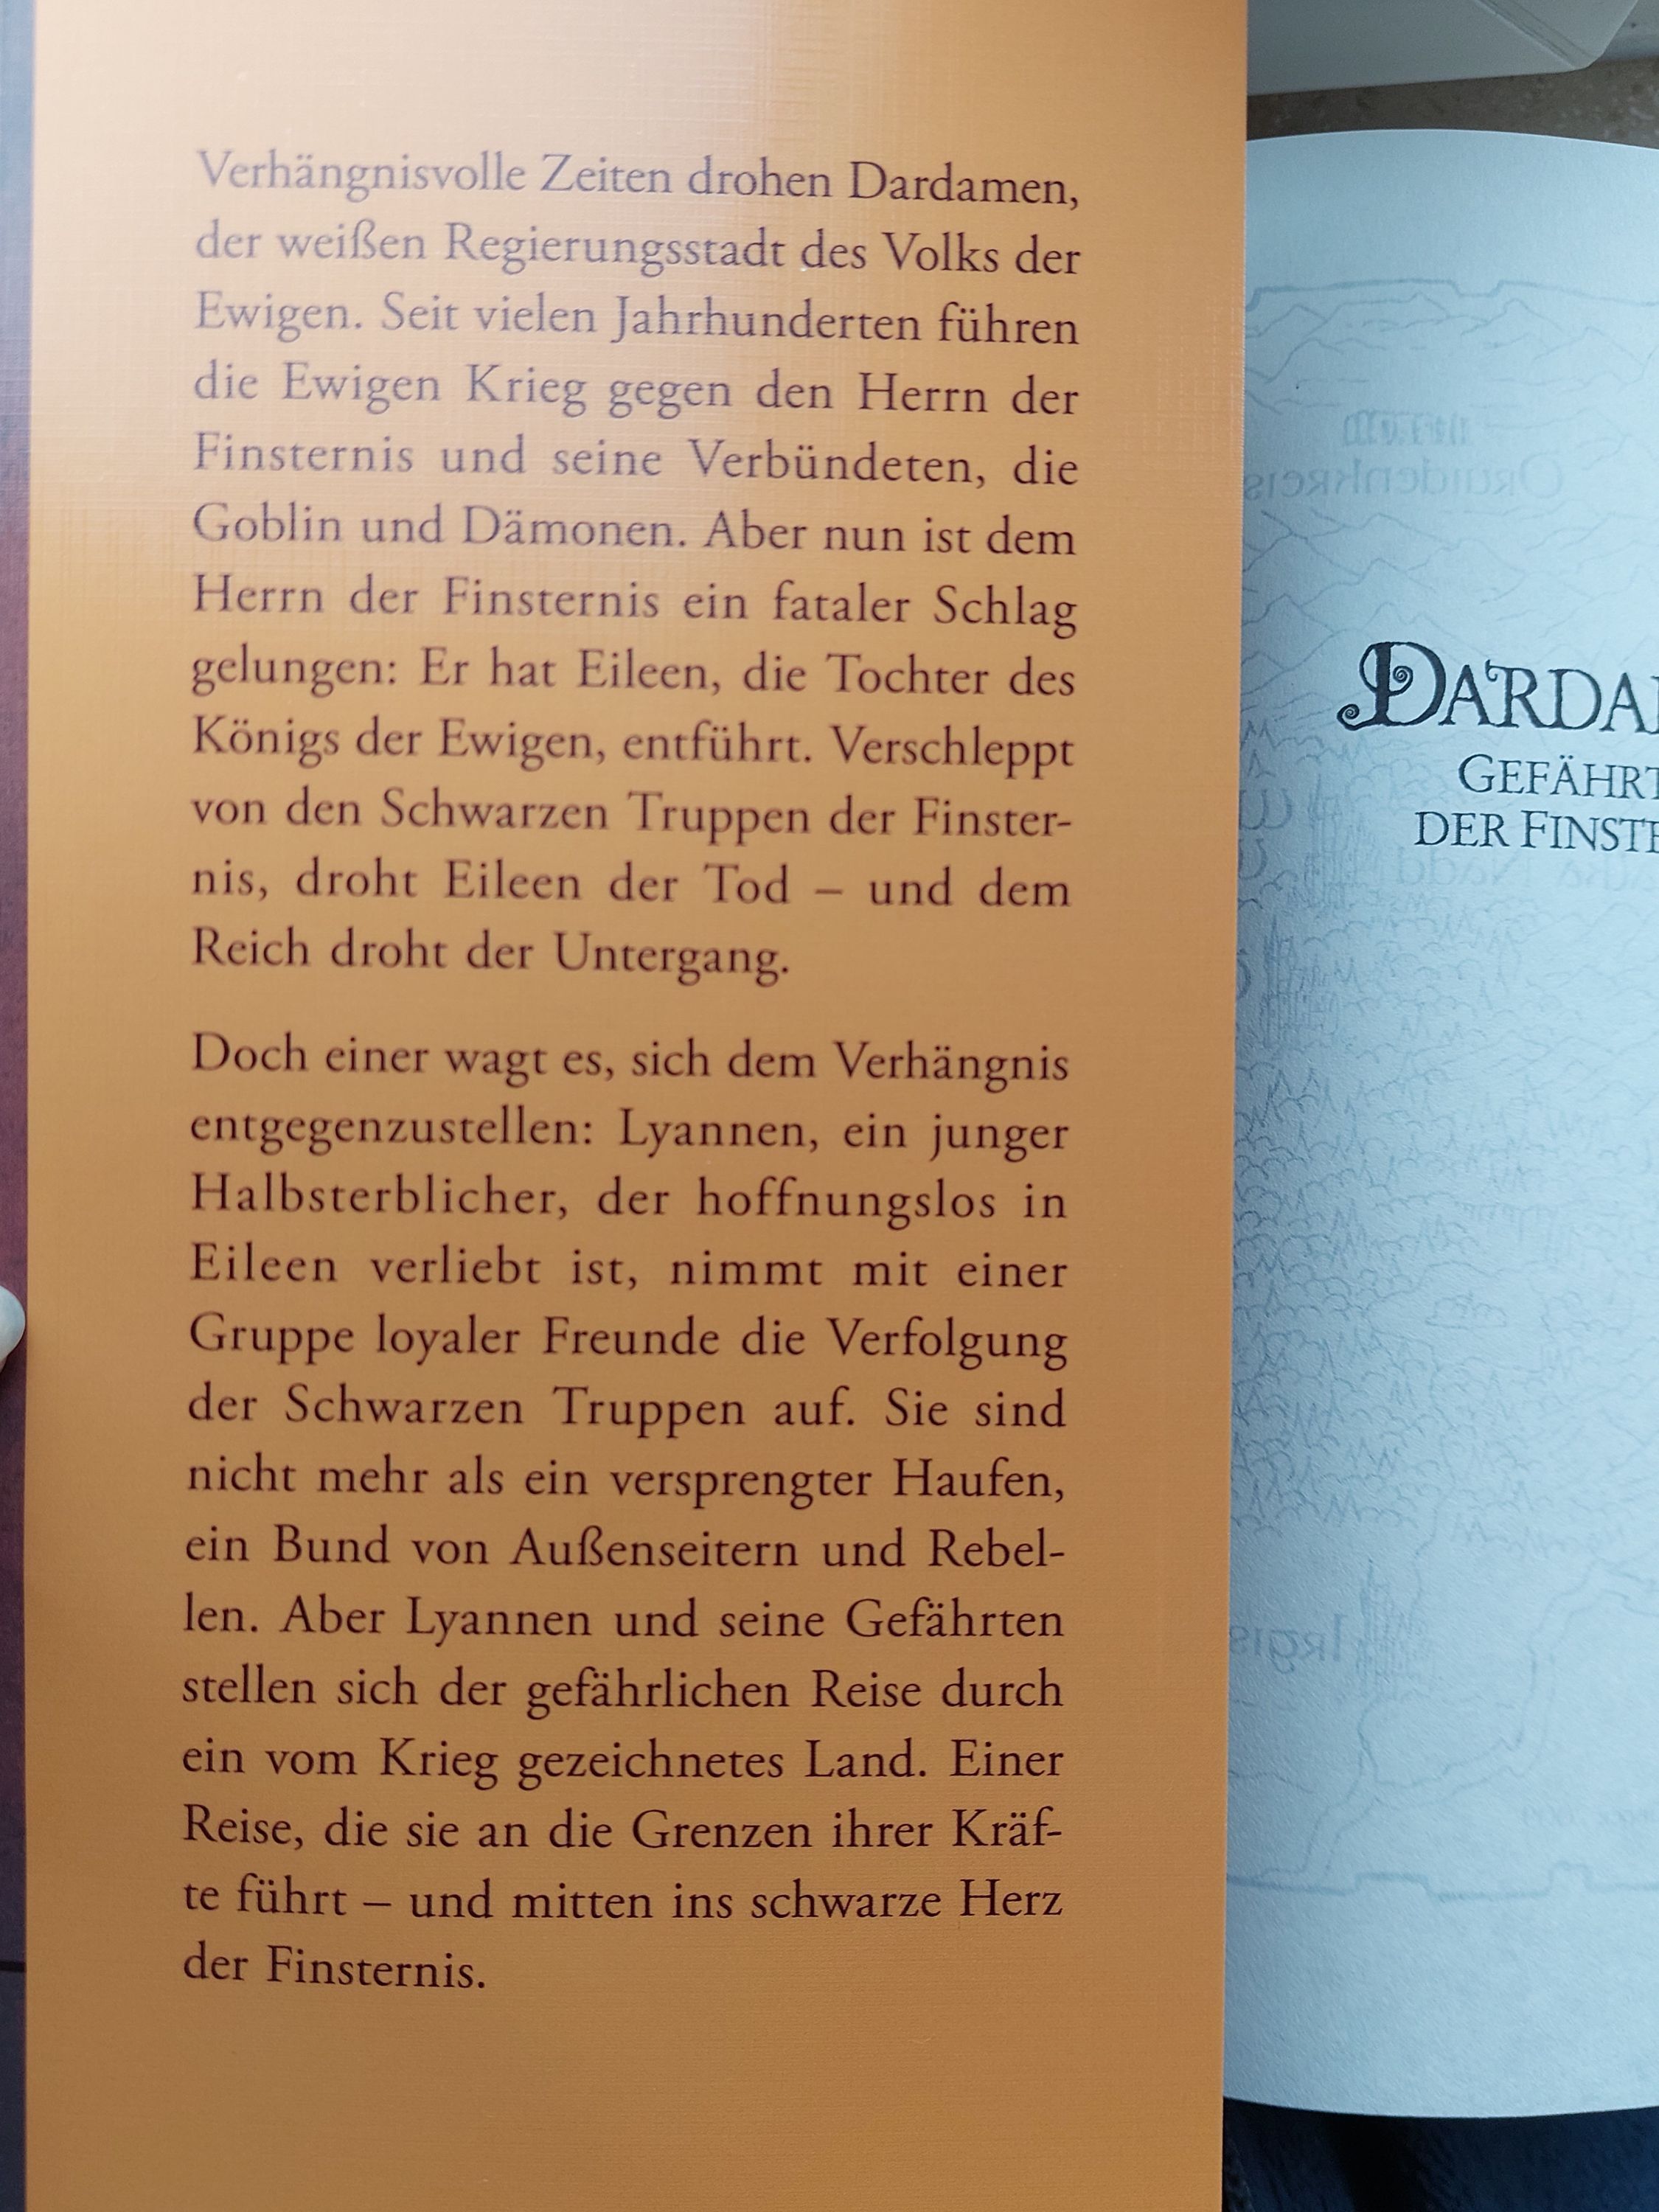 Verhängnisvolle Zeiten drohen Dardamen,
der weißen Regierungsstadt des Volks der
Ewigen. Seit vielen Jahrhunderten führen
die Ewigen Krieg gegen den Herrn der
Finsternis und seine Verbündeten, die
Goblin und Dämonen. Aber nun ist dem
Herrn der Finsternis ein fataler Schlag
gelungen: Er hat Eileen, die Tochter des
Königs der Ewigen, entführt. Verschleppt
von den Schwarzen Truppen der Finster-
nis, droht Eileen der Tod – und dem
Reich droht der Untergang.
Doch einer wagt es, sich dem Verhängnis
entgegenzustellen: Lyannen, ein junger
Halbsterblicher, der hoffnungslos in
Eileen verliebt ist, nimmt mit einer
Gruppe loyaler Freunde die Verfolgung
der Schwarzen Truppen auf. Sie sind
nicht mehr als ein versprengter Haufen,
ein Bund von Außenseitern und Rebel-
len. Aber Lyannen und seine Gefährten
stellen sich der gefährlichen Reise durch
ein vom Krieg gezeichnetes Land. Einer
Reise, die sie an die Grenzen ihrer Kräf-
te führt – und mitten ins schwarze Herz
der Finsternis.
DARDA
GEFÄHRT
DER FINSTE